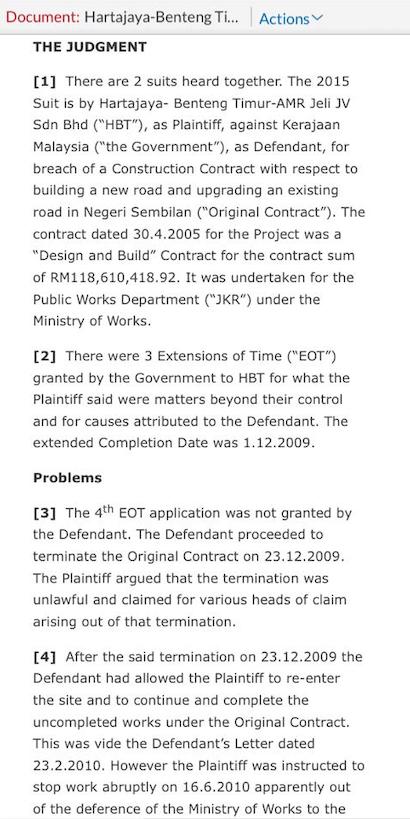 Document: Hartajaya-Benteng Ti... Actions
THE JUDGMENT
[1] There are 2 suits heard together. The 2015
Suit is by Hartajaya- Benteng Timur-AMR Jeli JV
Sdn Bhd (“HBT”), as Plaintiff, against Kerajaan
Malaysia (“the Government”), as Defendant, for
breach of a Construction Contract with respect to
building a new road and upgrading an existing
road in Negeri Sembilan (“Original Contract”). The
contract dated 30.4.2005 for the Project was a
“Design and Build” Contract for the contract sum
of RM118,610,418.92. It was undertaken for the
Public Works Department (“JKR”) under the
Ministry of Works.
[2] There were 3 Extensions of Time (“EOT”)
granted by the Government to HBT for what the
Plaintiff said were matters beyond their control
and for causes attributed to the Defendant. The
extended Completion Date was 1.12.2009.
Problems
[3] The 4th EOT application was not granted by
the Defendant. The Defendant proceeded to
terminate the Original Contract on 23.12.2009.
The Plaintiff argued that the termination was
unlawful and claimed for various heads of claim
arising out of that termination.
[4] After the said termination on 23.12.2009 the
Defendant had allowed the Plaintiff to re-enter
the site and to continue and complete the
uncompleted works under the Original Contract.
This was vide the Defendant’s Letter dated
23.2.2010. However the Plaintiff was instructed to
stop work abruptly on 16.6.2010 apparently out
of the deference of the Ministry of Works to the